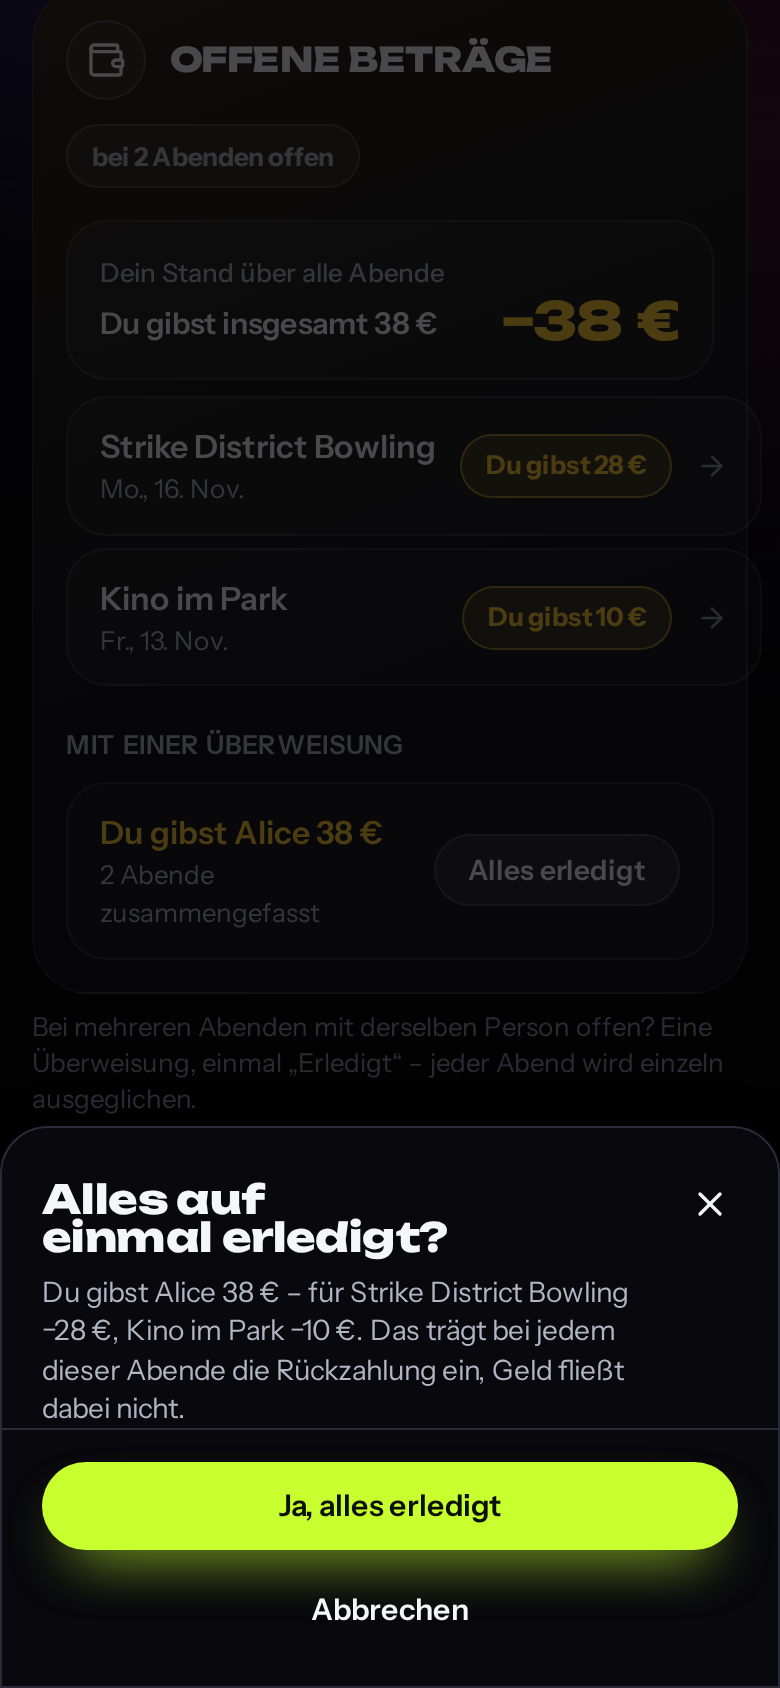 OFFENE BETRÄGE
bei 2 Abenden offen
Dein Stand über alle Abende
Du gibst insgesamt 38 €
−38 €
Strike District Bowling
Mo., 16. Nov.
Du gibst 28 €
Kino im Park
Fr., 13. Nov.
Du gibst 10 €
MIT EINER ÜBERWEISUNG
Du gibst Alice 38 €
2 Abende
zusammengefasst
Alles erledigt
Bei mehreren Abenden mit derselben Person offen? Eine
Überweisung, einmal „Erledigt“ – jeder Abend wird einzeln
ausgeglichen.
Alles auf
einmal erledigt?
Du gibst Alice 38 € – für Strike District Bowling
−28 €, Kino im Park −10 €. Das trägt bei jedem
dieser Abende die Rückzahlung ein, Geld fließt
dabei nicht.
Ja, alles erledigt
Abbrechen